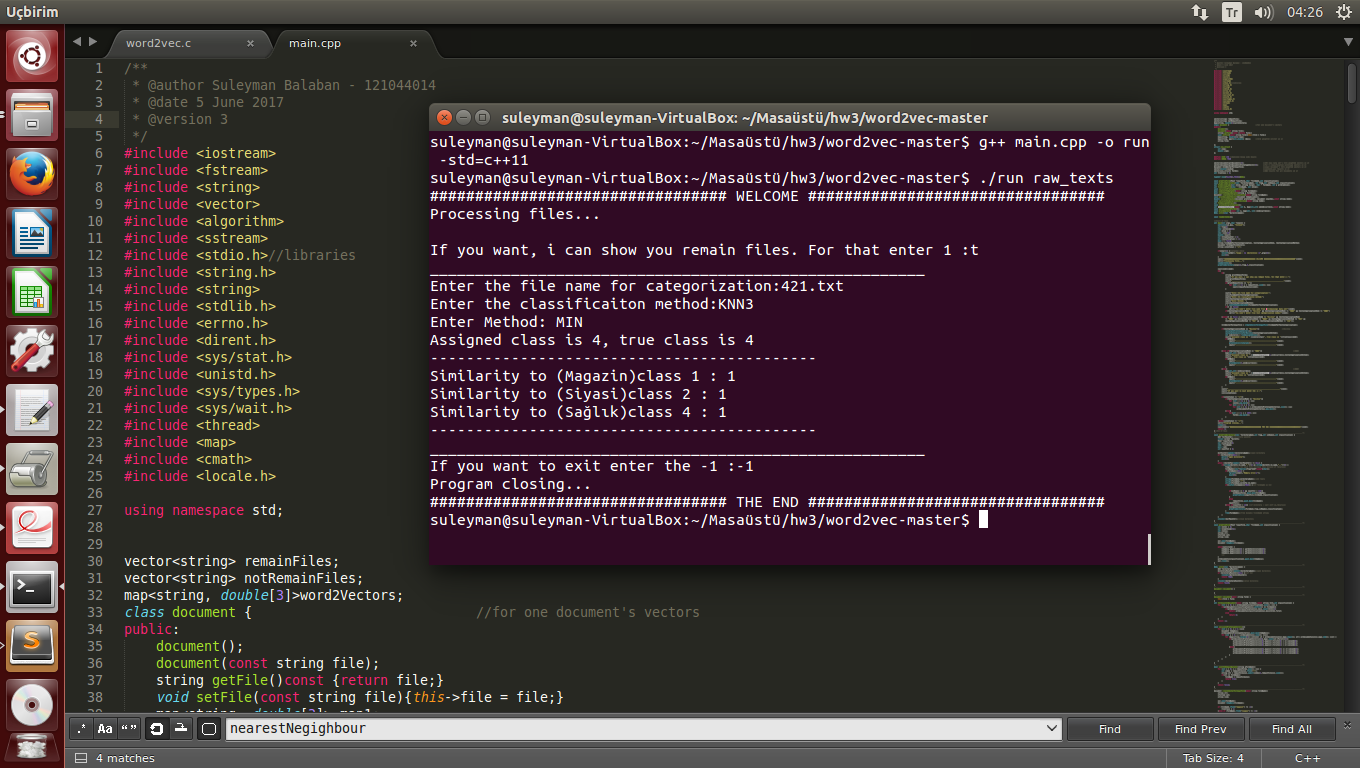 Uçbirim
Tr
04:26
word2vec.c
main.cpp
1 /**
2 * @author Suleyman Balaban - 121044014
3 * @date 5 June 2017
4 * @version 3
5 */
6 #include <iostream>
7 #include <fstream>
8 #include <string>
9 #include <vector>
10 #include <algorithm>
11 #include <sstream>
12 #include <stdio.h>//libraries
13 #include <string.h>
14 #include <string>
15 #include <stdlib.h>
16 #include <errno.h>
17 #include <dirent.h>
18 #include <sys/stat.h>
19 #include <unistd.h>
20 #include <sys/types.h>
21 #include <sys/wait.h>
22 #include <thread>
23 #include <map>
24 #include <cmath>
25 #include <locale.h>
26
27 using namespace std;
28
29
30 vector<string> remainFiles;
31 vector<string> notRemainFiles;
32 map<string, double[3]>word2Vectors;
33 class document { //for one document's vectors
34 public:
35 document();
36 document(const string file);
37 string getFile()const {return file;}
38 void setFile(const string file){this->file = file;}
suleyman@suleyman-VirtualBox: ~/Masaüstü/hw3/word2vec-master
suleyman@suleyman-VirtualBox:~/Masaüstü/hw3/word2vec-master$ g++ main.cpp -o run
-std=c++11
suleyman@suleyman-VirtualBox:~/Masaüstü/hw3/word2vec-master$ ./run raw_texts
################################# WELCOME #################################
Processing files...
If you want, i can show you remain files. For that enter 1 :t
_______________________________________________________
Enter the file name for categorization:421.txt
Enter the classificaiton method:KNN3
Enter Method: MIN
Assigned class is 4, true class is 4
-------------------------------------------
Similarity to (Magazin)class 1 : 1
Similarity to (Siyasi)class 2 : 1
Similarity to (Sağlık)class 4 : 1
-------------------------------------------
_______________________________________________________
If you want to exit enter the -1 :-1
Program closing...
################################# THE END #################################
suleyman@suleyman-VirtualBox:~/Masaüstü/hw3/word2vec-master$
.* Aa “ ” nearestNegighbour Find Find Prev Find All
4 matches Tab Size: 4 C++